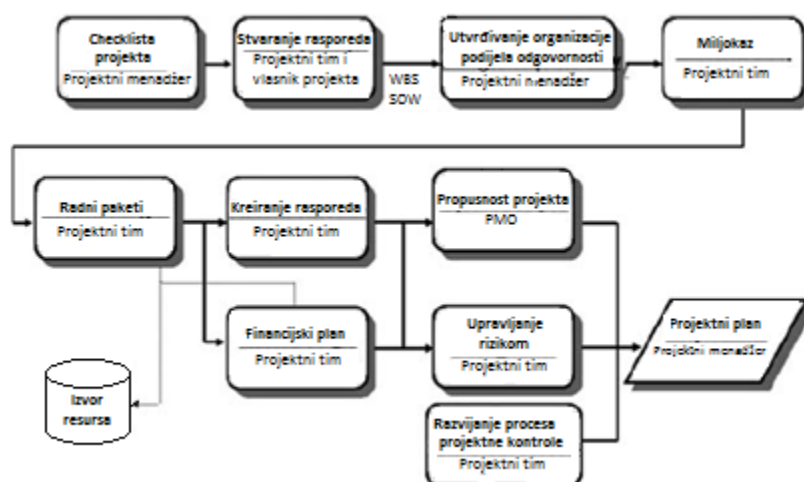 Checklista
projekta
Projektni menadžer
Stvaranje rasporeda
Projektni tim i
vlasnik projekta
WBS
SOW
Utvrđivanje organizacije
podijela odgovornosti
Projektni menadžer
Miljokaz
Projektni tim
Radni paketi
Projektni tim
Kreiranje rasporeda
Projektni tim
Propusnost projekta
PMO
Financijski plan
Projektni tim
Upravljanje
rizikom
Projektni tim
Projektni plan
Projektni menadžer
Izvor
resursa
Razvijanje procesa
projektne kontrole
Projektni tim